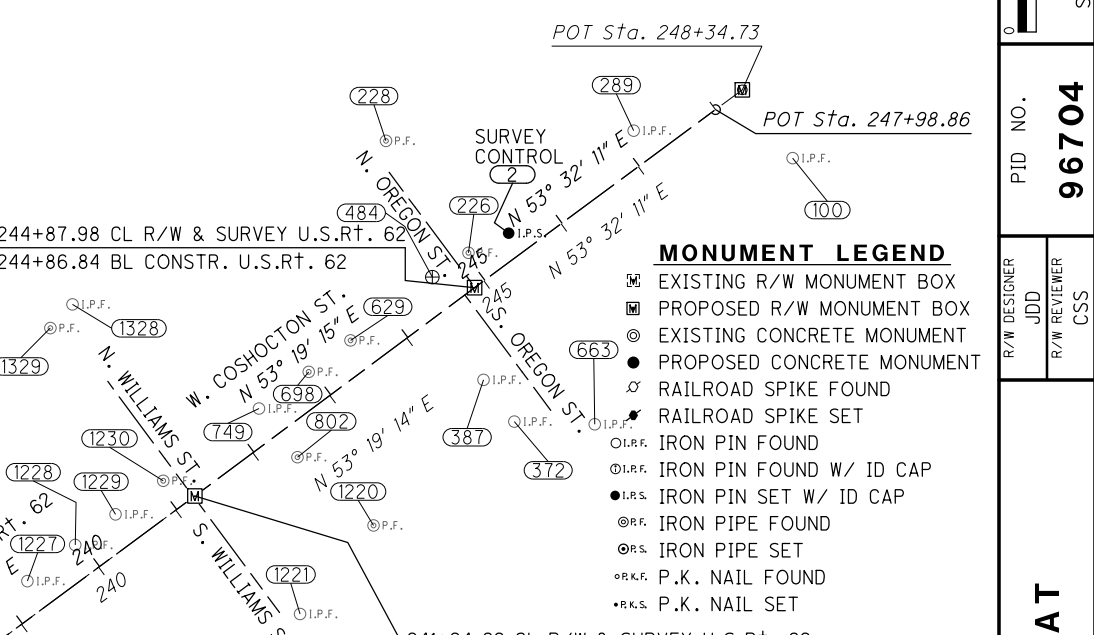 POT Sta. 248+34.73
289
I.P.F.
POT Sta. 247+98.86
228
P.F.
SURVEY
CONTROL
2
I.P.S.
N 53° 32' 11" E
N 53° 32' 11" E
I.P.F.
100
N. OREGON ST.
484
226
P.F.
244+87.98 CL R/W & SURVEY U.S.Rt. 62
244+86.84 BL CONSTR. U.S.Rt. 62
245
245
S. OREGON ST.
I.P.F.
1328
P.F.
1329
W. COSHOCTON ST.
N 53° 19' 15" E
629
P.F.
698
P.F.
749
I.P.F.
802
P.F.
N 53° 19' 14" E
663
I.P.F.
I.P.F.
387
I.P.F.
372
N. WILLIAMS ST.
1230
P.F.
1228
P.F.
1229
I.P.F.
1220
P.F.
Rt. 62
1227
I.P.F.
E
240
240
S. WILLIAMS S
1221
I.P.F.
MONUMENT LEGEND
EXISTING R/W MONUMENT BOX
PROPOSED R/W MONUMENT BOX
EXISTING CONCRETE MONUMENT
PROPOSED CONCRETE MONUMENT
RAILROAD SPIKE FOUND
RAILROAD SPIKE SET
I.P.F. IRON PIN FOUND
I.P.F. IRON PIN FOUND W/ ID CAP
I.P.S. IRON PIN SET W/ ID CAP
P.F. IRON PIPE FOUND
P.S. IRON PIPE SET
P.K.F. P.K. NAIL FOUND
P.K.S. P.K. NAIL SET
0
PID NO.
96704
R/W DESIGNER
JDD
R/W REVIEWER
CSS
AT